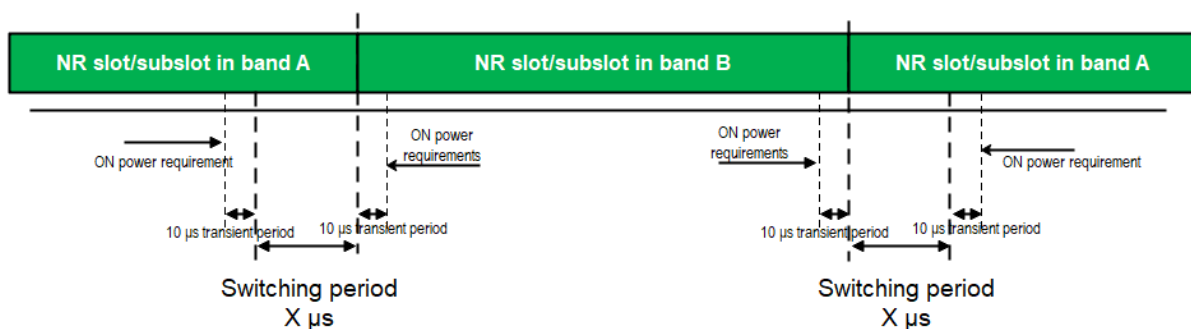 NR slot/subslot in band A
NR slot/subslot in band B
NR slot/subslot in band A
ON power requirement
ON power
requirements
ON power
requirements
ON power requirement
10 µs transient period
10 µs transient period
10 µs transient period
10 µs transient period
Switching period
X µs
Switching period
X µs